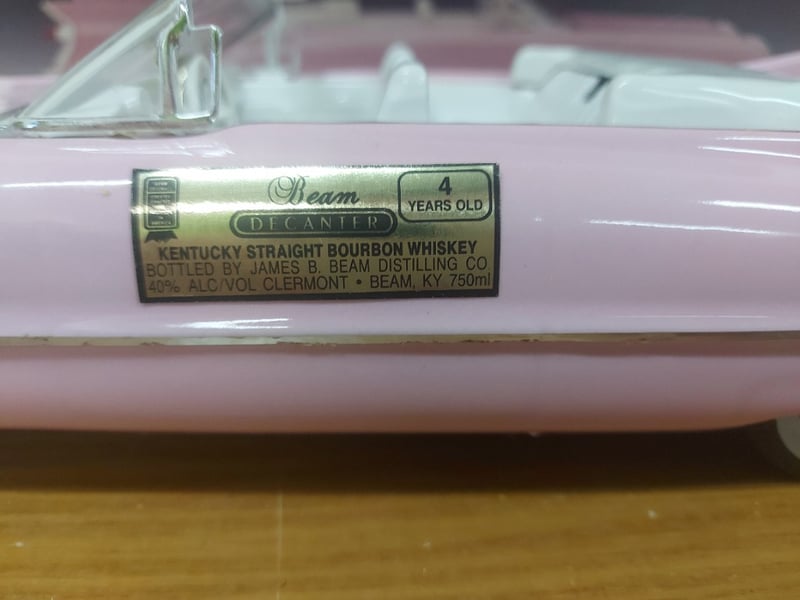 Beam
DECANTER
4
YEARS OLD
KENTUCKY STRAIGHT BOURBON WHISKEY
BOTTLED BY JAMES B. BEAM DISTILLING CO
40% ALC/VOL CLERMONT • BEAM, KY 750ml